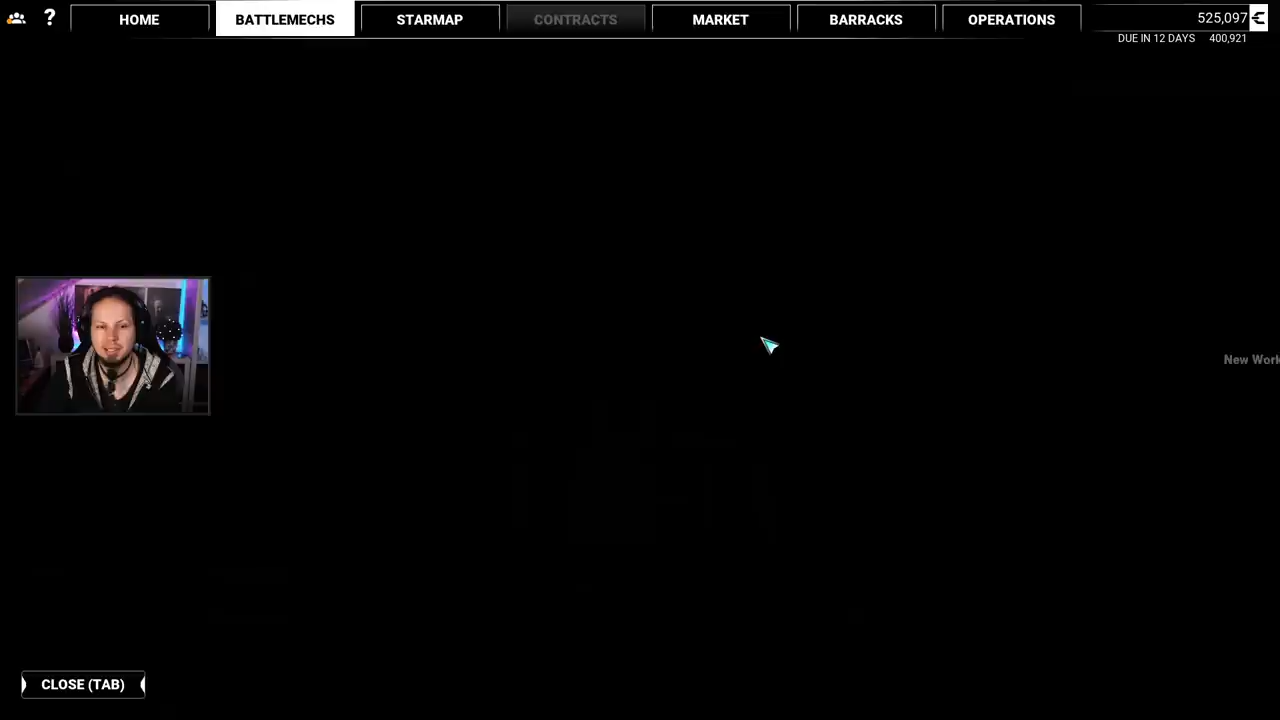 ?
HOME
BATTLEMECHS
STARMAP
CONTRACTS
MARKET
BARRACKS
OPERATIONS
525,097
DUE IN 12 DAYS 400,921
New Work
CLOSE (TAB)